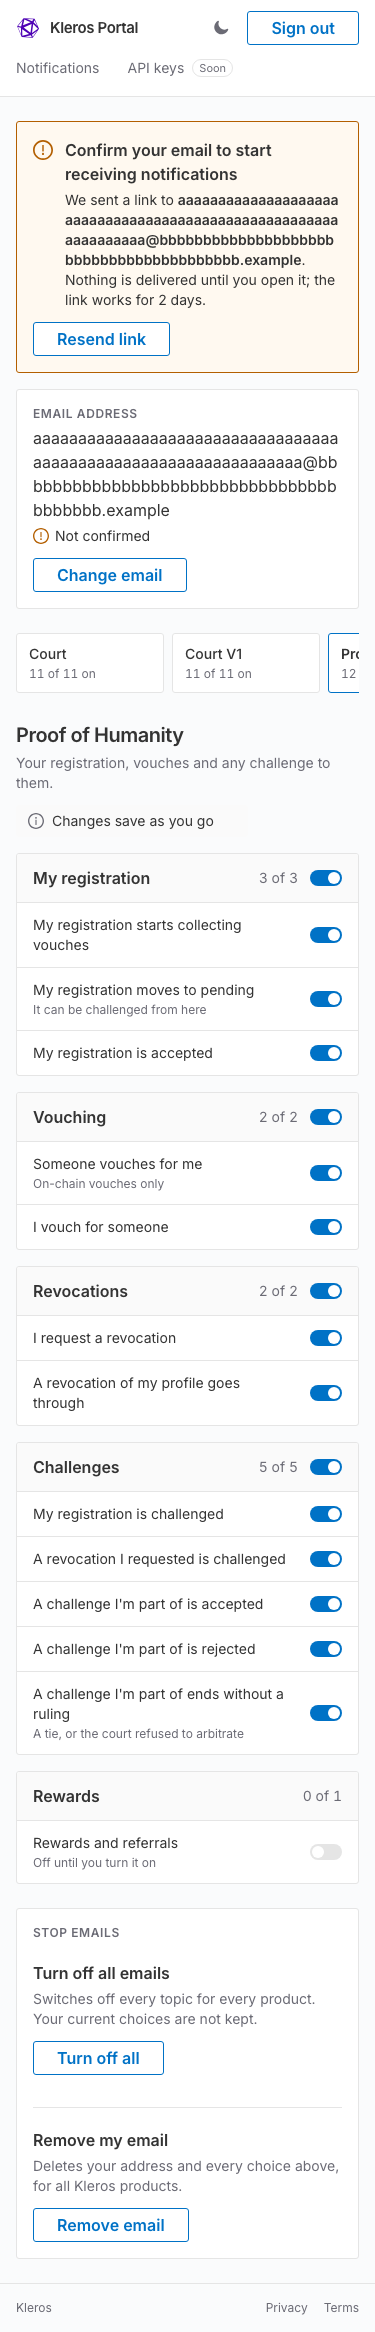 Kleros Portal
Sign out
Notifications API keys Soon
Confirm your email to start
receiving notifications
We sent a link to aaaaaaaaaaaaaaaaaaaa
aaaaaaaaaaaaaaaaaaaaaaaaaaaaaaaaaa
aaaaaaaaaa@bbbbbbbbbbbbbbbbbbbb
bbbbbbbbbbbbbbbbbbbb.example.
Nothing is delivered until you open it; the
link works for 2 days.
Resend link
EMAIL ADDRESS
aaaaaaaaaaaaaaaaaaaaaaaaaaaaaaaaaa
aaaaaaaaaaaaaaaaaaaaaaaaaaaaaa@bb
bbbbbbbbbbbbbbbbbbbbbbbbbbbbbbb
bbbbbbb.example
Not confirmed
Change email
Court
11 of 11 on
Court V1
11 of 11 on
Pro
12
Proof of Humanity
Your registration, vouches and any challenge to
them.
Changes save as you go
My registration 3 of 3
My registration starts collecting
vouches
My registration moves to pending
It can be challenged from here
My registration is accepted
Vouching 2 of 2
Someone vouches for me
On-chain vouches only
I vouch for someone
Revocations 2 of 2
I request a revocation
A revocation of my profile goes
through
Challenges 5 of 5
My registration is challenged
A revocation I requested is challenged
A challenge I'm part of is accepted
A challenge I'm part of is rejected
A challenge I'm part of ends without a
ruling
A tie, or the court refused to arbitrate
Rewards 0 of 1
Rewards and referrals
Off until you turn it on
STOP EMAILS
Turn off all emails
Switches off every topic for every product.
Your current choices are not kept.
Turn off all
Remove my email
Deletes your address and every choice above,
for all Kleros products.
Remove email
Kleros Privacy Terms